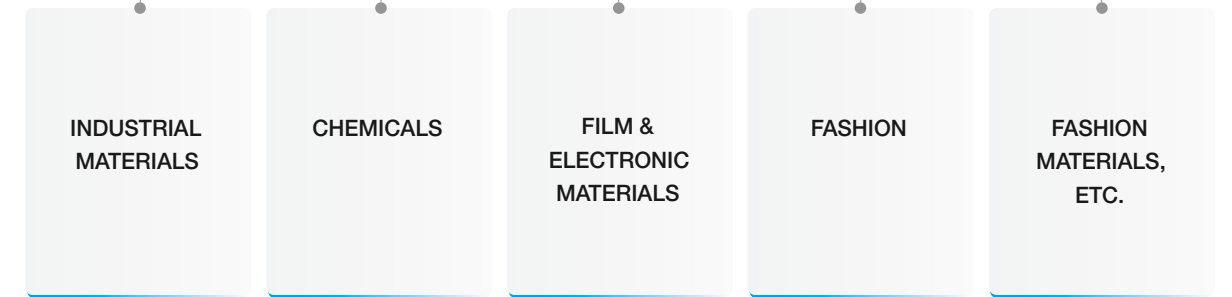 INDUSTRIAL
MATERIALS
CHEMICALS
FILM &
ELECTRONIC
MATERIALS
FASHION
FASHION
MATERIALS,
ETC.